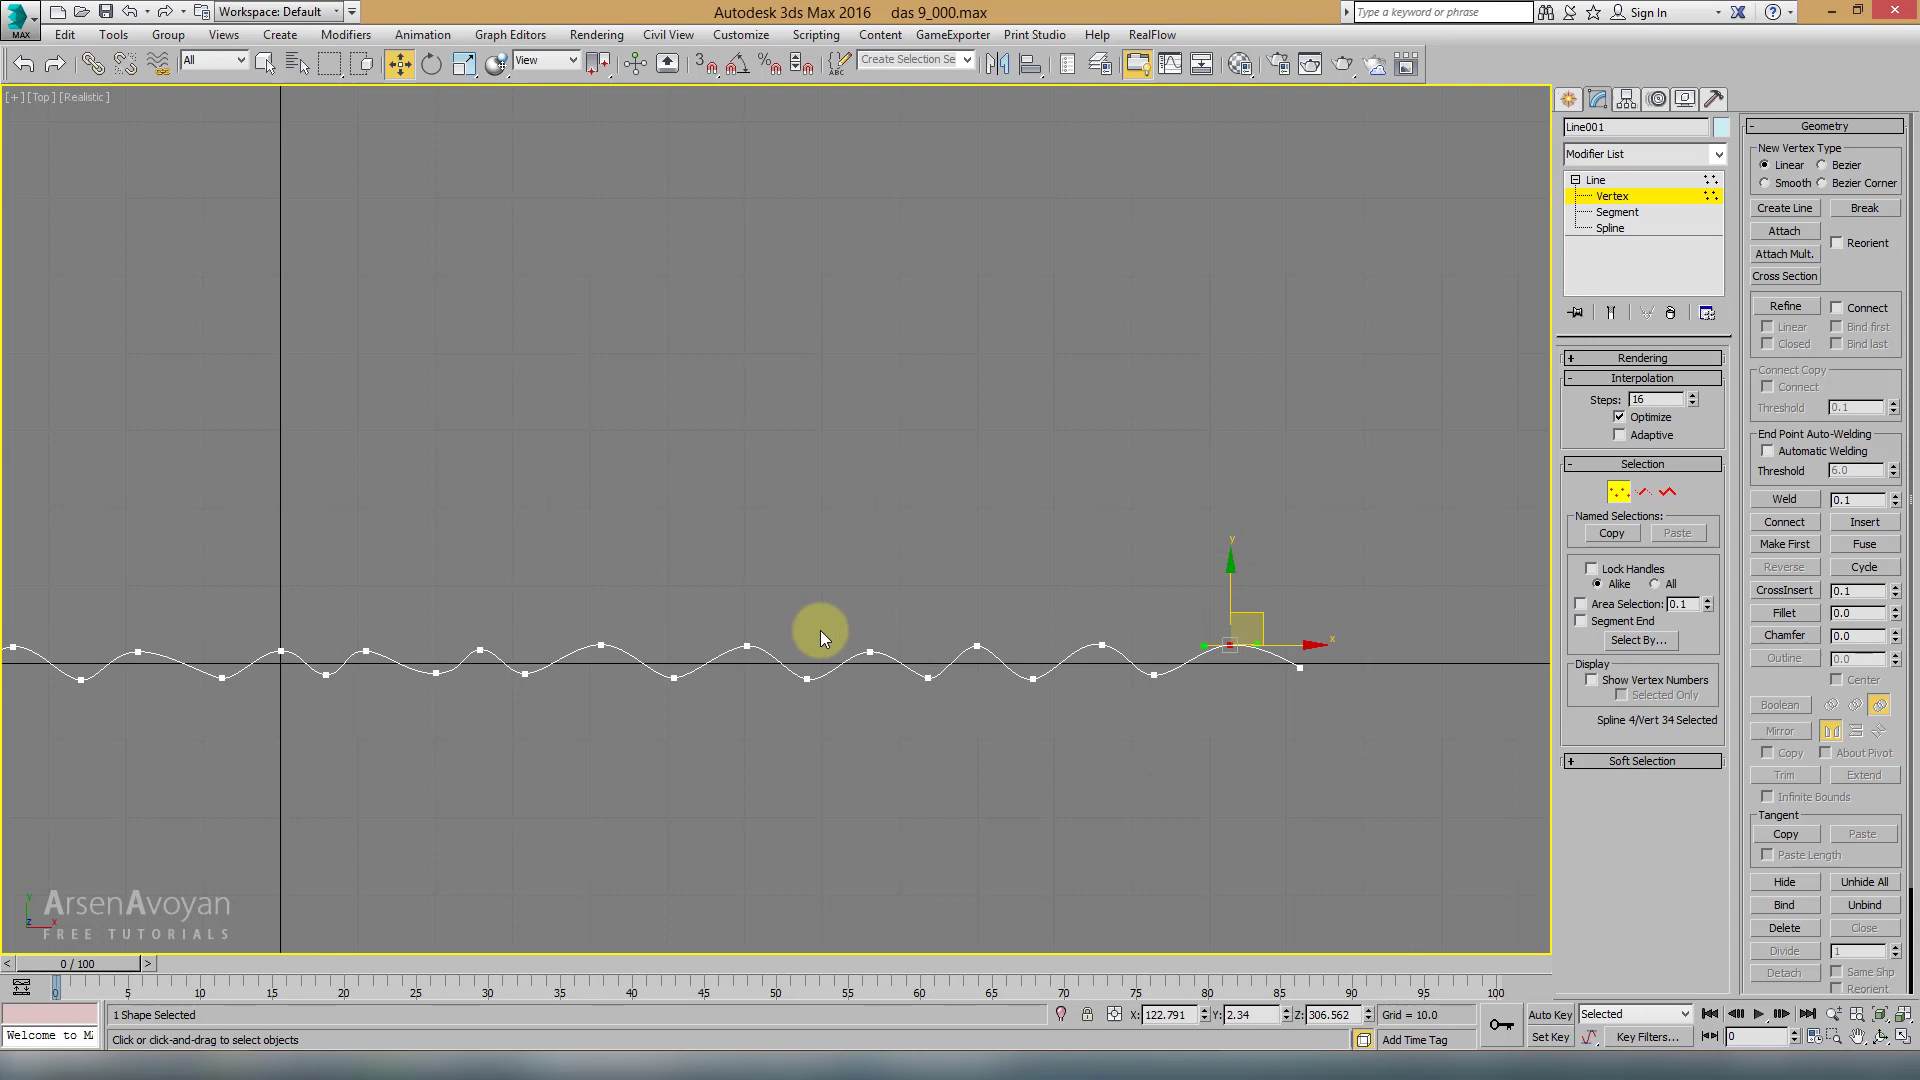 Workspace: Default
Autodesk 3ds Max 2016    das 9_000.max
Type a keyword or phrase
Sign In
MAX
Edit Tools Group Views Create Modifiers Animation Graph Editors Rendering Civil View Customize Scripting Content GameExporter Print Studio Help RealFlow
All
View
3
ABC
Create Selection Se
[+] [Top] [Realistic]
Line001
Modifier List
Line
Vertex
Segment
Spline
Rendering
Interpolation
Steps: 16
Optimize
Adaptive
Selection
Named Selections:
Copy Paste
Lock Handles
Alike All
Area Selection: 0.1
Segment End
Select By...
Display
Show Vertex Numbers
Selected Only
Spline 4/Vert 34 Selected
Soft Selection
Geometry
New Vertex Type
Linear Bezier
Smooth Bezier Corner
Create Line Break
Attach
Reorient
Attach Mult.
Cross Section
Refine Connect
Linear Bind first
Closed Bind last
Connect Copy
Connect
Threshold 0.1
End Point Auto-Welding
Automatic Welding
Threshold 6.0
Weld 0.1
Connect Insert
Make First Fuse
Reverse Cycle
CrossInsert 0.1
Fillet 0.0
Chamfer 0.0
Outline 0.0
Center
Boolean
Mirror
Copy About Pivot
Trim Extend
Infinite Bounds
Tangent
Copy Paste
Paste Length
Hide Unhide All
Bind Unbind
Delete Close
Divide 1
Detach Same Shp
Reorient
y
x
ArsenAvoyan
FREE TUTORIALS
y
z
x
< 0 / 100 >
0 5 10 15 20 25 30 35 40 45 50 55 60 65 70 75 80 85 90 95 100
1 Shape Selected
X: 122.791 Y: 2.34 Z: 306.562 Grid = 10.0
Auto Key Selected
Welcome to M
Click or click-and-drag to select objects
Add Time Tag
Set Key Key Filters... 0